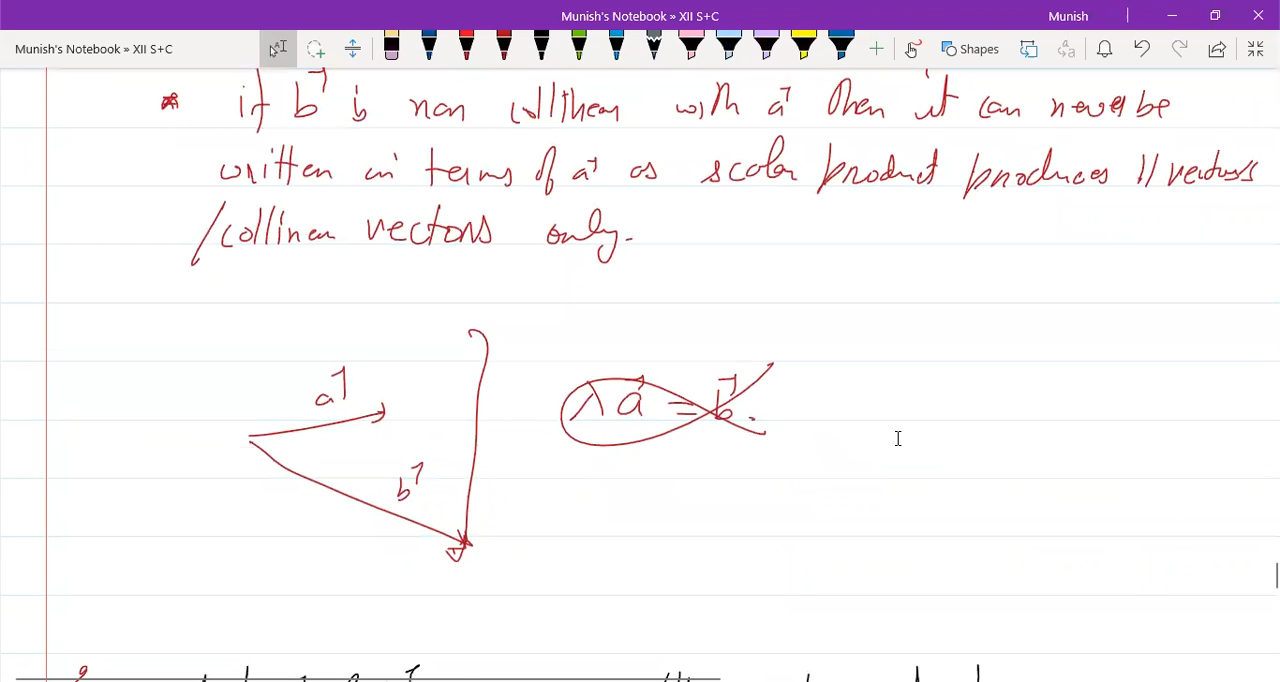 Munish's Notebook » XII S+C
Munish
Munish's Notebook » XII S+C
Shapes
* if b⃗ is non collinear with a⃗ then it can never be
written in terms of a⃗ as scalar product produces || vectors
/collinear vectors only.
a⃗
λ a⃗ = b⃗.
b⃗